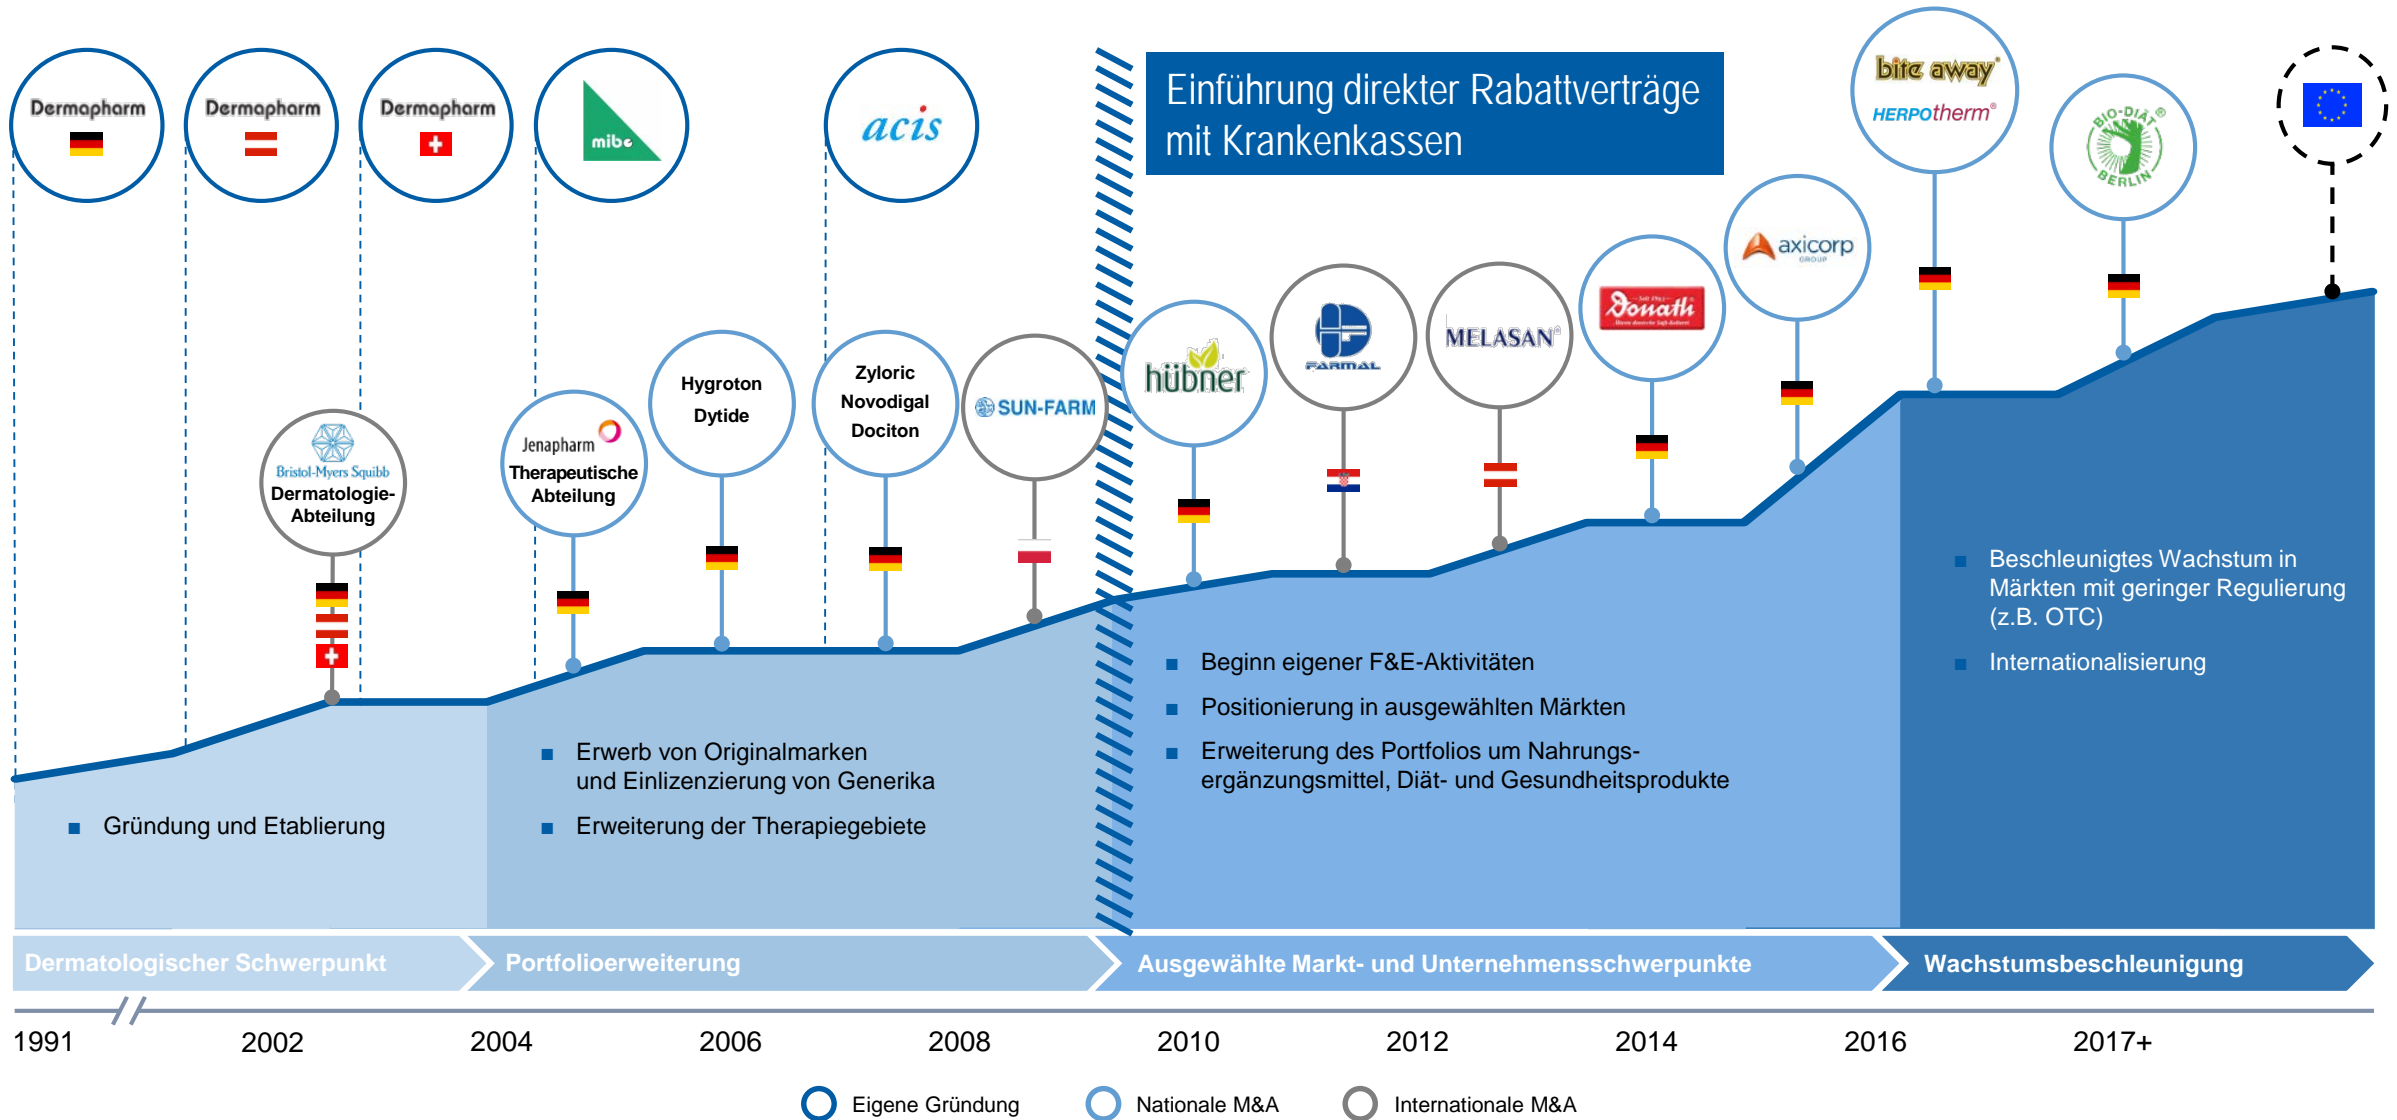 Dermapharm
Dermapharm
Dermapharm
mibe
acis
Einführung direkter Rabattverträge
mit Krankenkassen
bite away®
HERPOtherm®
BIO-DIÄT®
BERLIN
axicorp
GROUP
Donath
MELASAN®
FARMAL
hübner
SUN-FARM
Zyloric
Novodigal
Dociton
Hygroton
Dytide
Jenapharm
Therapeutische
Abteilung
Bristol-Myers Squibb
Dermatologie-
Abteilung
Gründung und Etablierung
Erwerb von Originalmarken
und Einlizenzierung von Generika
Erweiterung der Therapiegebiete
Beginn eigener F&E-Aktivitäten
Positionierung in ausgewählten Märkten
Erweiterung des Portfolios um Nahrungs-
ergänzungsmittel, Diät- und Gesundheitsprodukte
Beschleunigtes Wachstum in
Märkten mit geringer Regulierung
(z.B. OTC)
Internationalisierung
Dermatologischer Schwerpunkt
Portfolioerweiterung
Ausgewählte Markt- und Unternehmensschwerpunkte
Wachstumsbeschleunigung
1991
2002
2004
2006
2008
2010
2012
2014
2016
2017+
Eigene Gründung
Nationale M&A
Internationale M&A